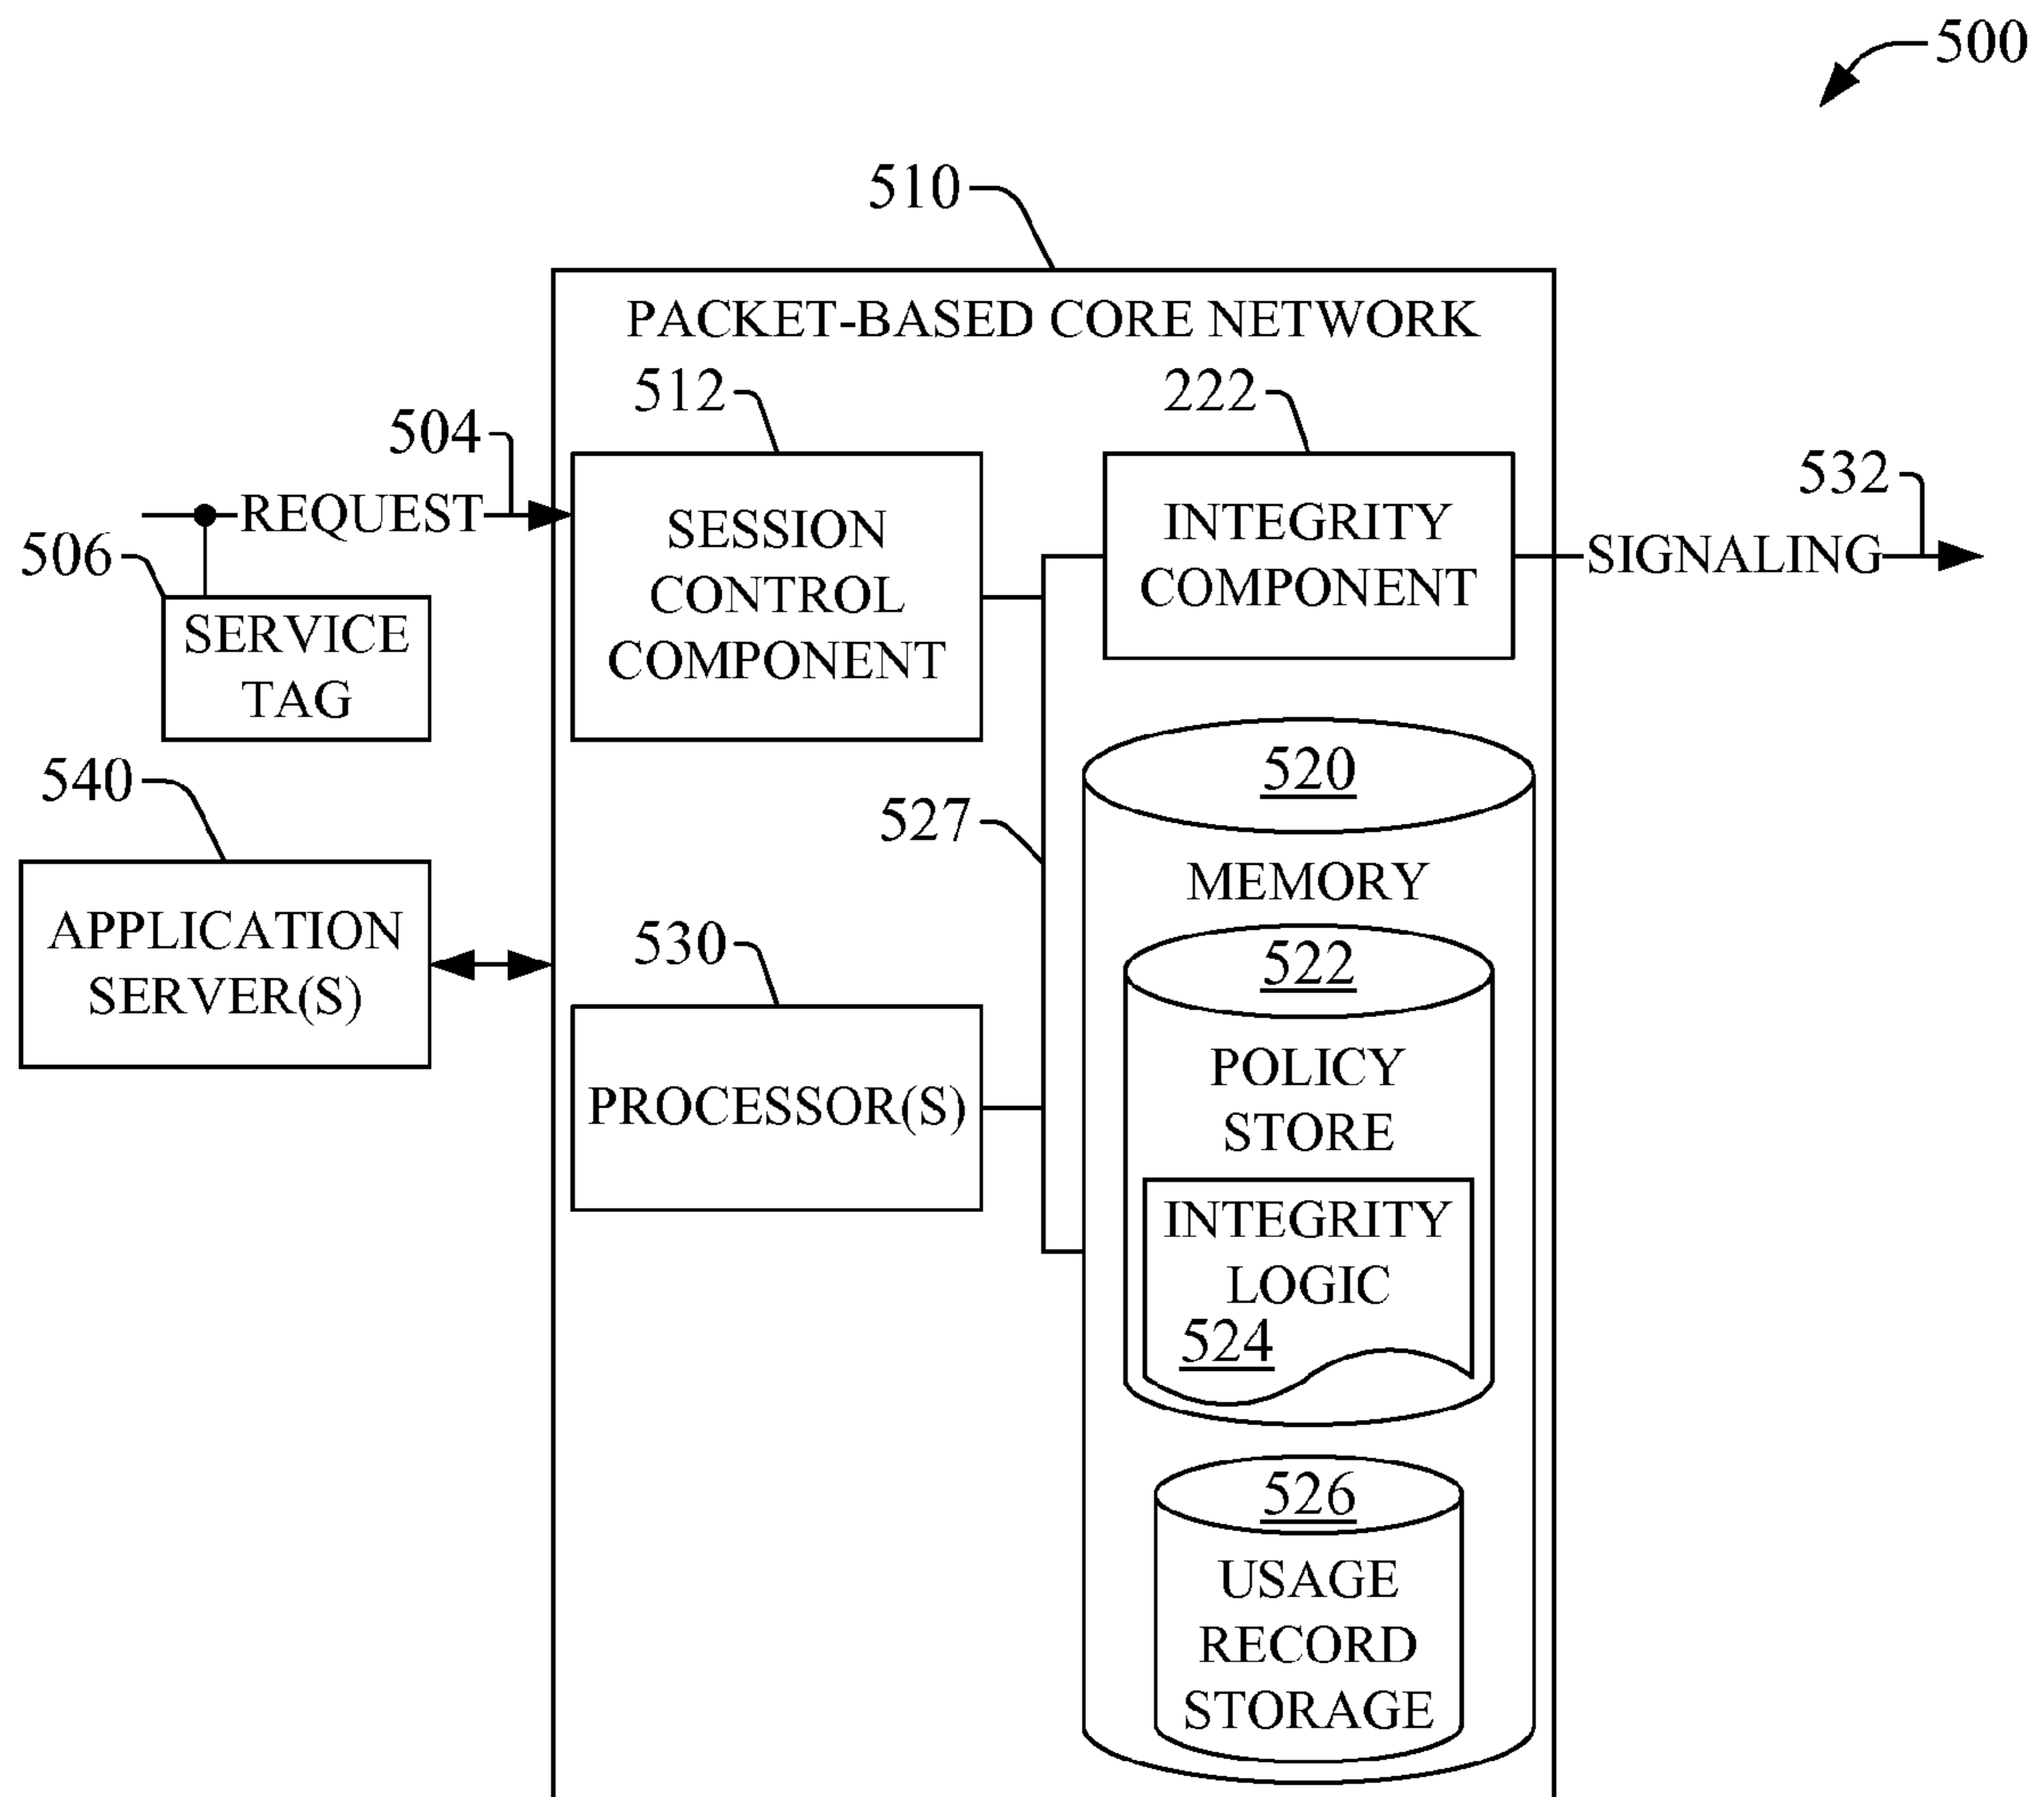 500
510
PACKET-BASED CORE NETWORK
512
222
504
532
REQUEST
SESSION
CONTROL
COMPONENT
INTEGRITY
COMPONENT
SIGNALING
506
SERVICE
TAG
540
520
527
MEMORY
APPLICATION
SERVER(S)
530
522
PROCESSOR(S)
POLICY
STORE
INTEGRITY
LOGIC
524
526
USAGE
RECORD
STORAGE